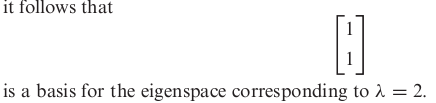 it follows that
[1
1]
is a basis for the eigenspace corresponding to λ = 2.